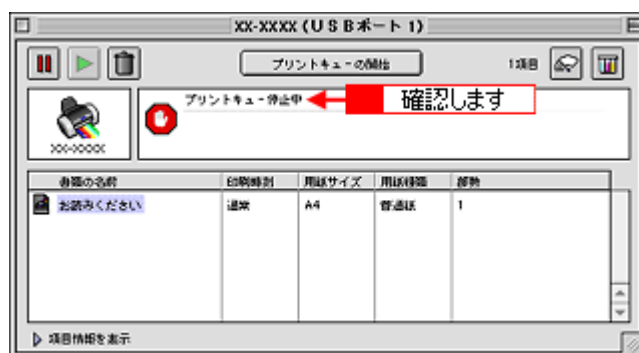 XX-XXXX (USBポート 1)
プリントキューの開始
1項目
プリントキュー停止中
確認します
XX-XXXX
書類の名前 印刷時刻 用紙サイズ 用紙種類 部数
お読みください 通常 A4 普通紙 1
項目情報を表示